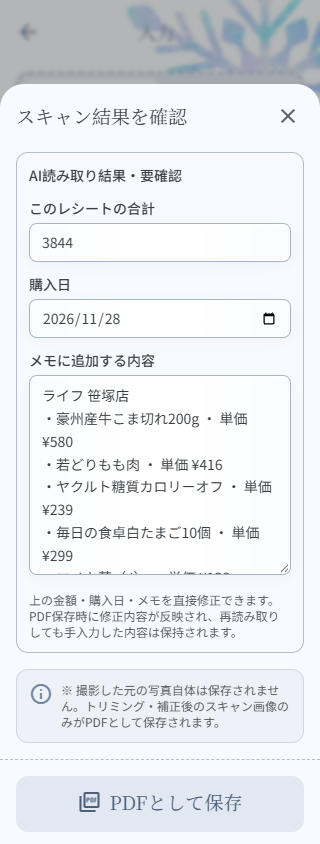 入力
スキャン結果を確認
AI読み取り結果・要確認
このレシートの合計
3844
購入日
2026/11/28
メモに追加する内容
ライフ 笹塚店
・豪州産牛こま切れ200g ・ 単価
¥580
・若どりもも肉 ・ 単価 ¥416
・ヤクルト糖質カロリーオフ ・ 単価
¥239
・毎日の食卓白たまご10個 ・ 単価
¥299
上の金額・購入日・メモを直接修正できます。
PDF保存時に修正内容が反映され、再読み取り
しても手入力した内容は保持されます。
※ 撮影した元の写真自体は保存されませ
ん。トリミング・補正後のスキャン画像の
みがPDFとして保存されます。
PDF PDFとして保存